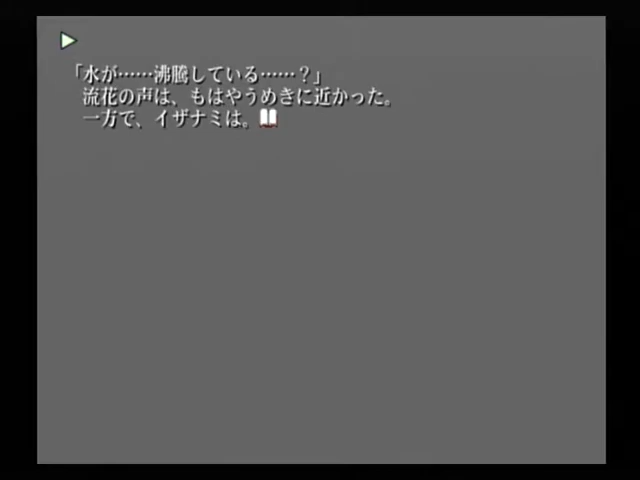 「水が……沸騰している……？」
流花の声は、もはやうめきに近かった。
一方で、イザナミは。